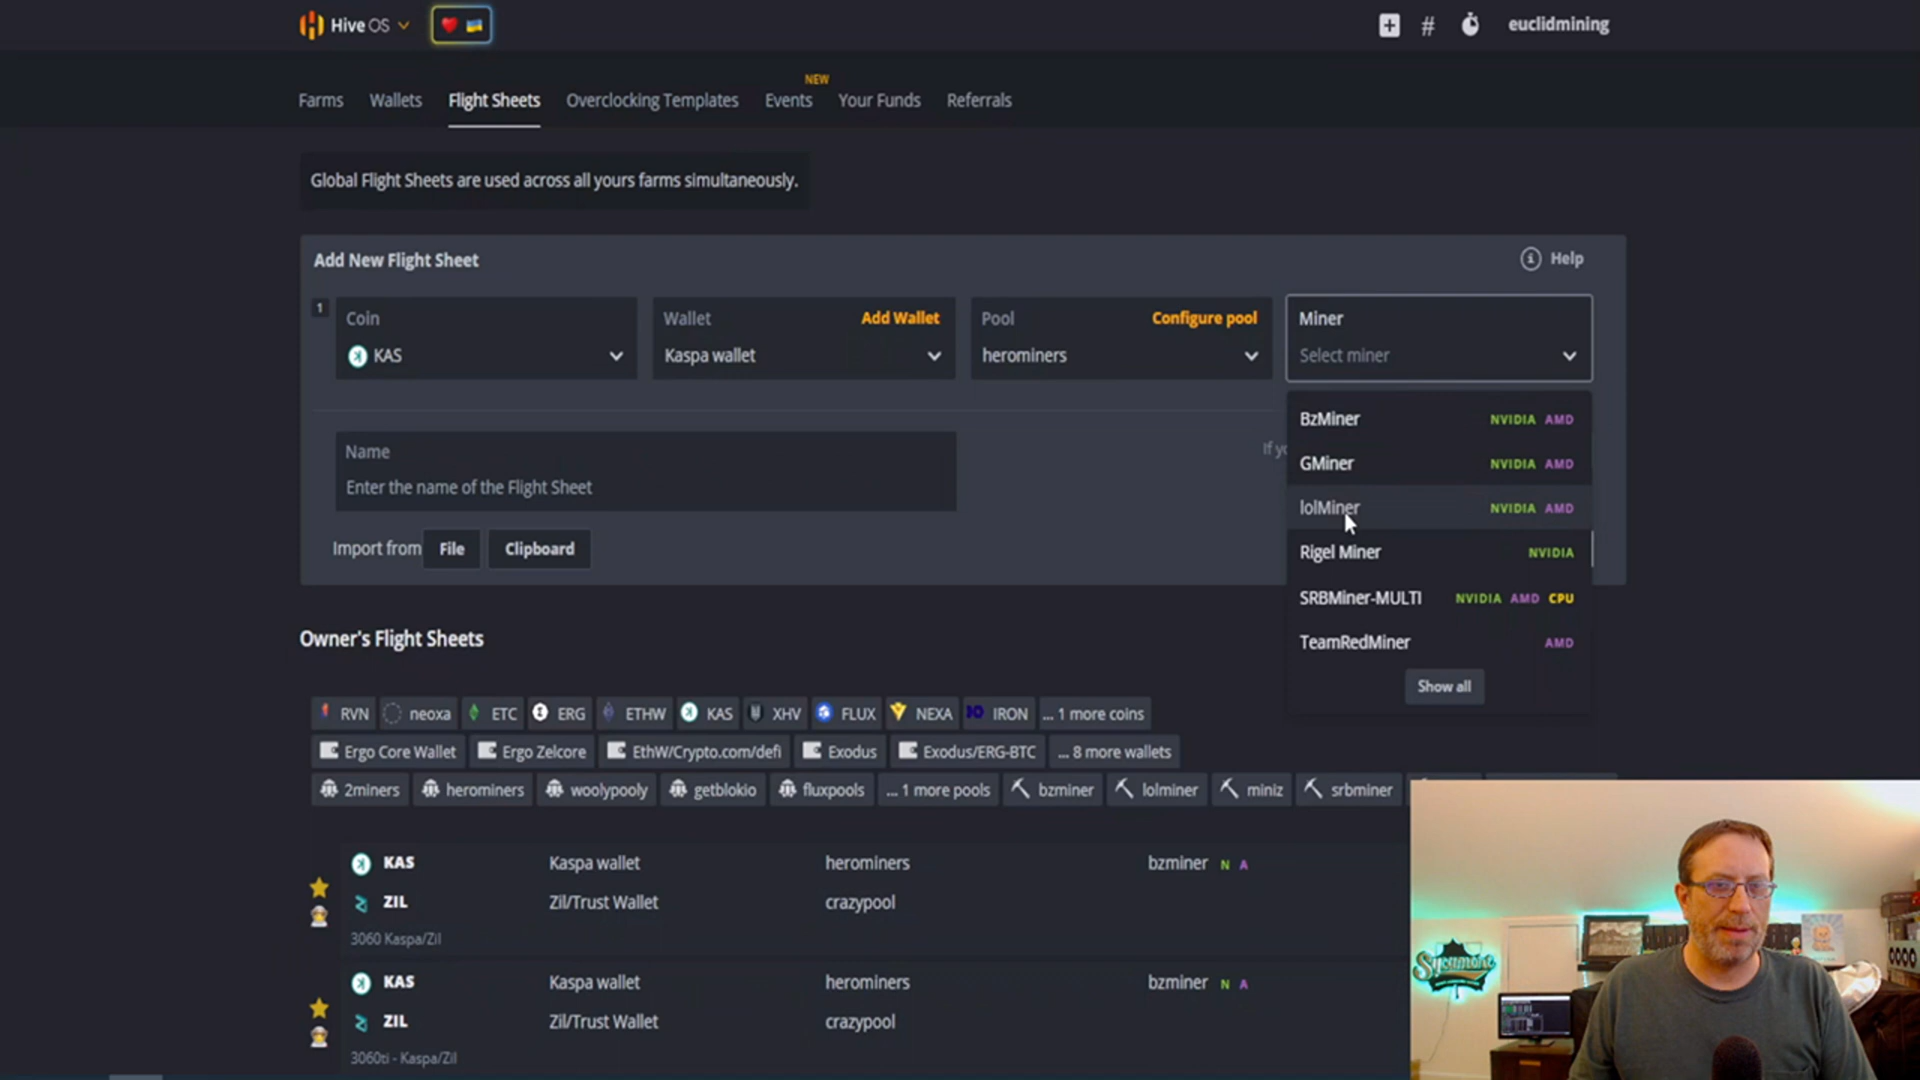 Hive OS
# euclidmining
Farms Wallets Flight Sheets Overclocking Templates Events NEW Your Funds Referrals
Global Flight Sheets are used across all yours farms simultaneously.
Add New Flight Sheet
Help
1
Coin
KAS
Wallet Add Wallet
Kaspa wallet
Pool Configure pool
herominers
Miner
Select miner
BzMiner NVIDIA AMD
GMiner NVIDIA AMD
lolMiner NVIDIA AMD
Rigel Miner NVIDIA
SRBMiner-MULTI NVIDIA AMD CPU
TeamRedMiner AMD
Show all
Name
Enter the name of the Flight Sheet
If
Import from File Clipboard
Owner's Flight Sheets
RVN neoxa ETC ERG ETHW KAS XHV FLUX NEXA IRON ... 1 more coins
Ergo Core Wallet Ergo Zelcore EthW/Crypto.com/defi Exodus Exodus/ERG-BTC ... 8 more wallets
2miners herominers woolypooly getblokio fluxpools ... 1 more pools bzminer lolminer miniz srbminer
KAS Kaspa wallet herominers bzminer N A
ZIL Zil/Trust Wallet crazypool
3060 Kaspa/Zil
KAS Kaspa wallet herominers bzminer N A
ZIL Zil/Trust Wallet crazypool
3060ti - Kaspa/Zil
Sycamore